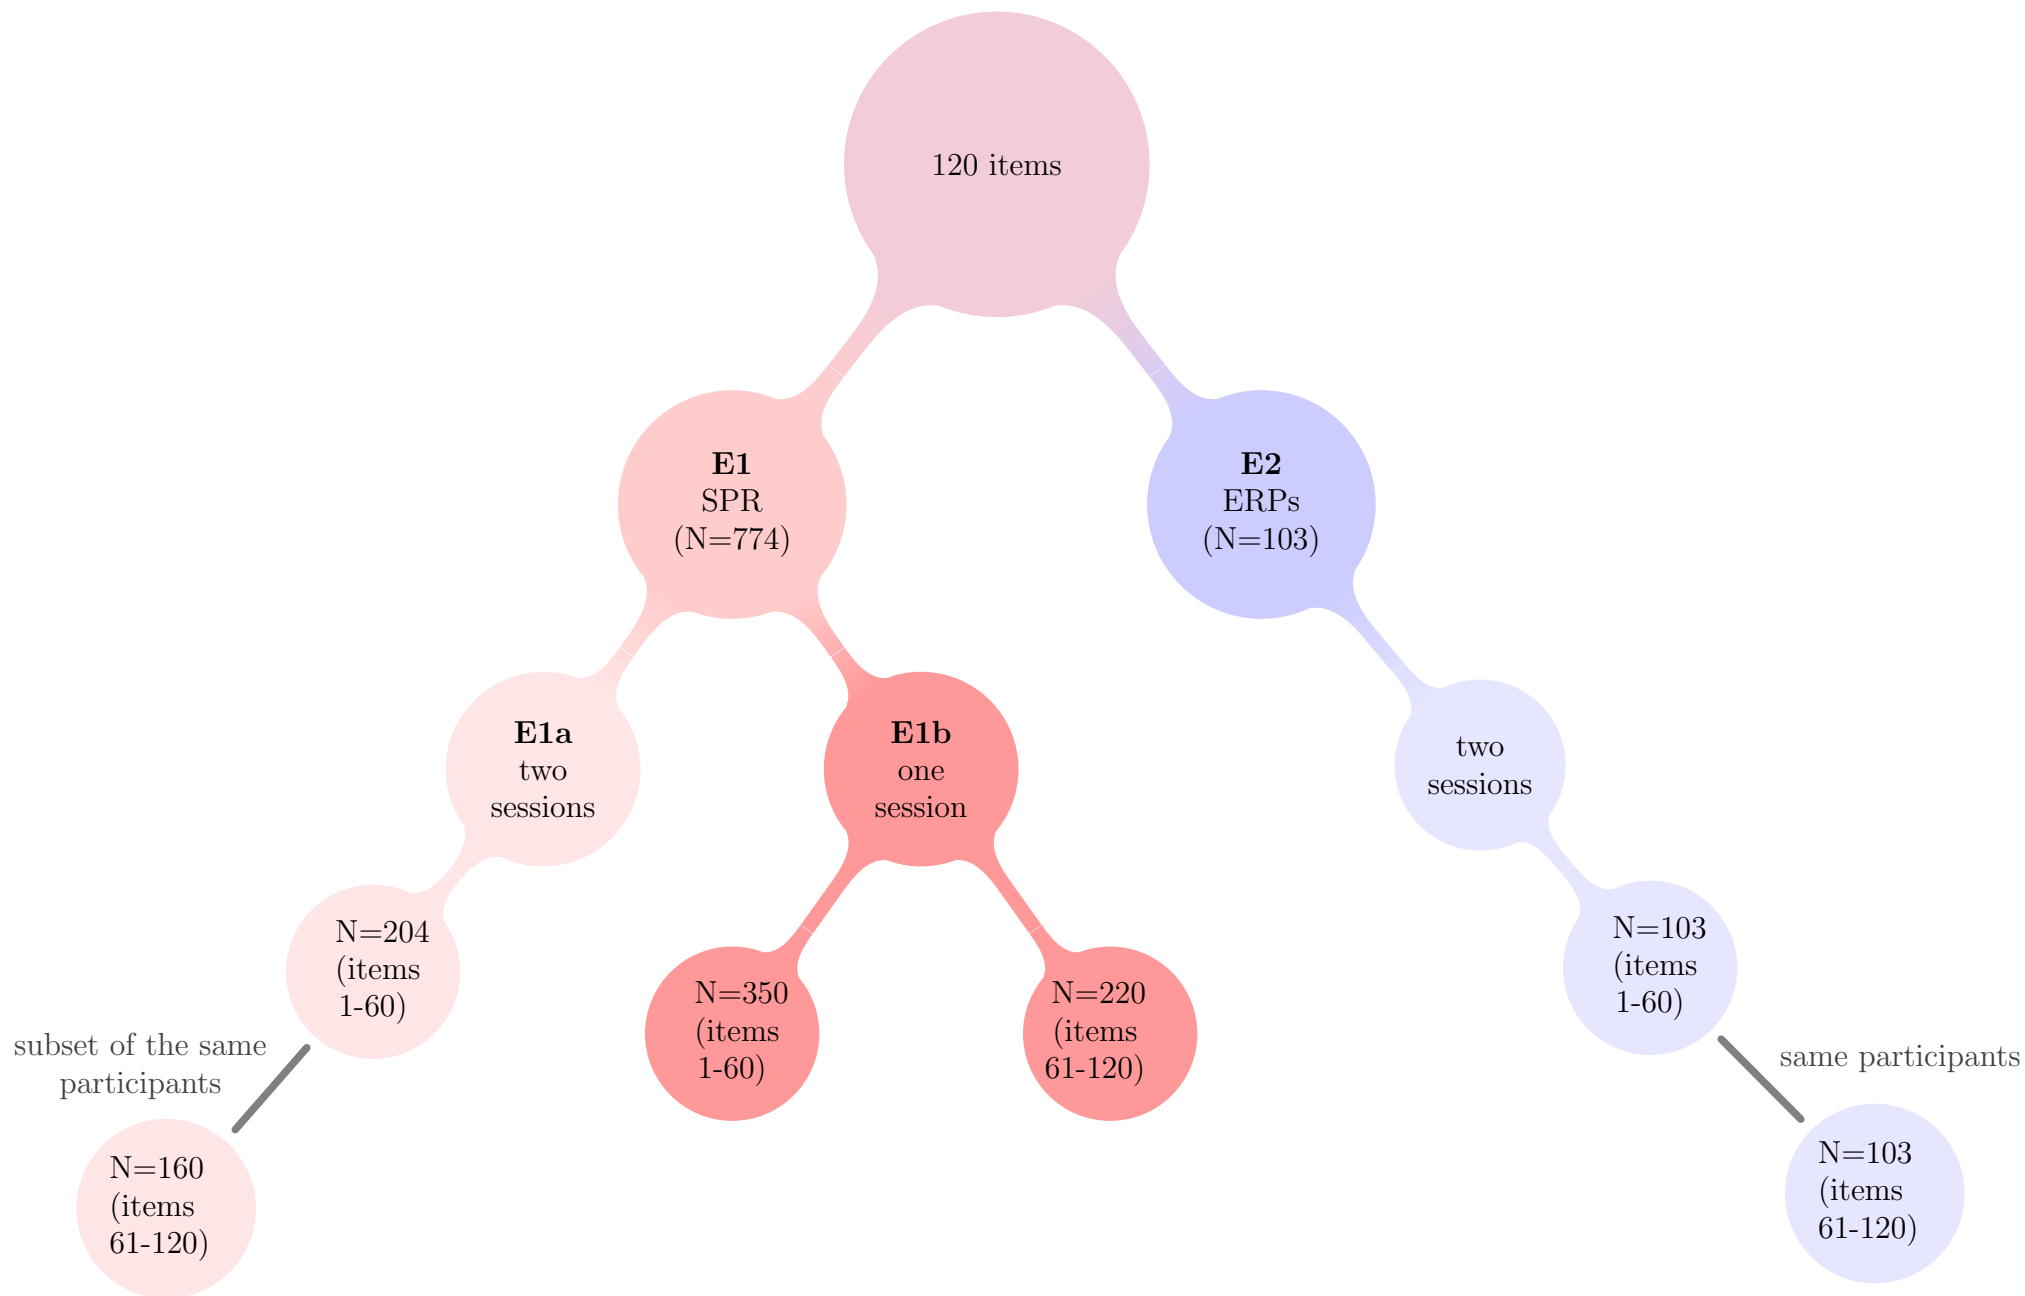 120 items
E1
SPR
(N=774)
E2
ERPs
(N=103)
E1a
two
sessions
E1b
one
session
two
sessions
N=204
(items
1-60)
N=350
(items
1-60)
N=220
(items
61-120)
N=103
(items
1-60)
subset of the same
participants
same participants
N=160
(items
61-120)
N=103
(items
61-120)